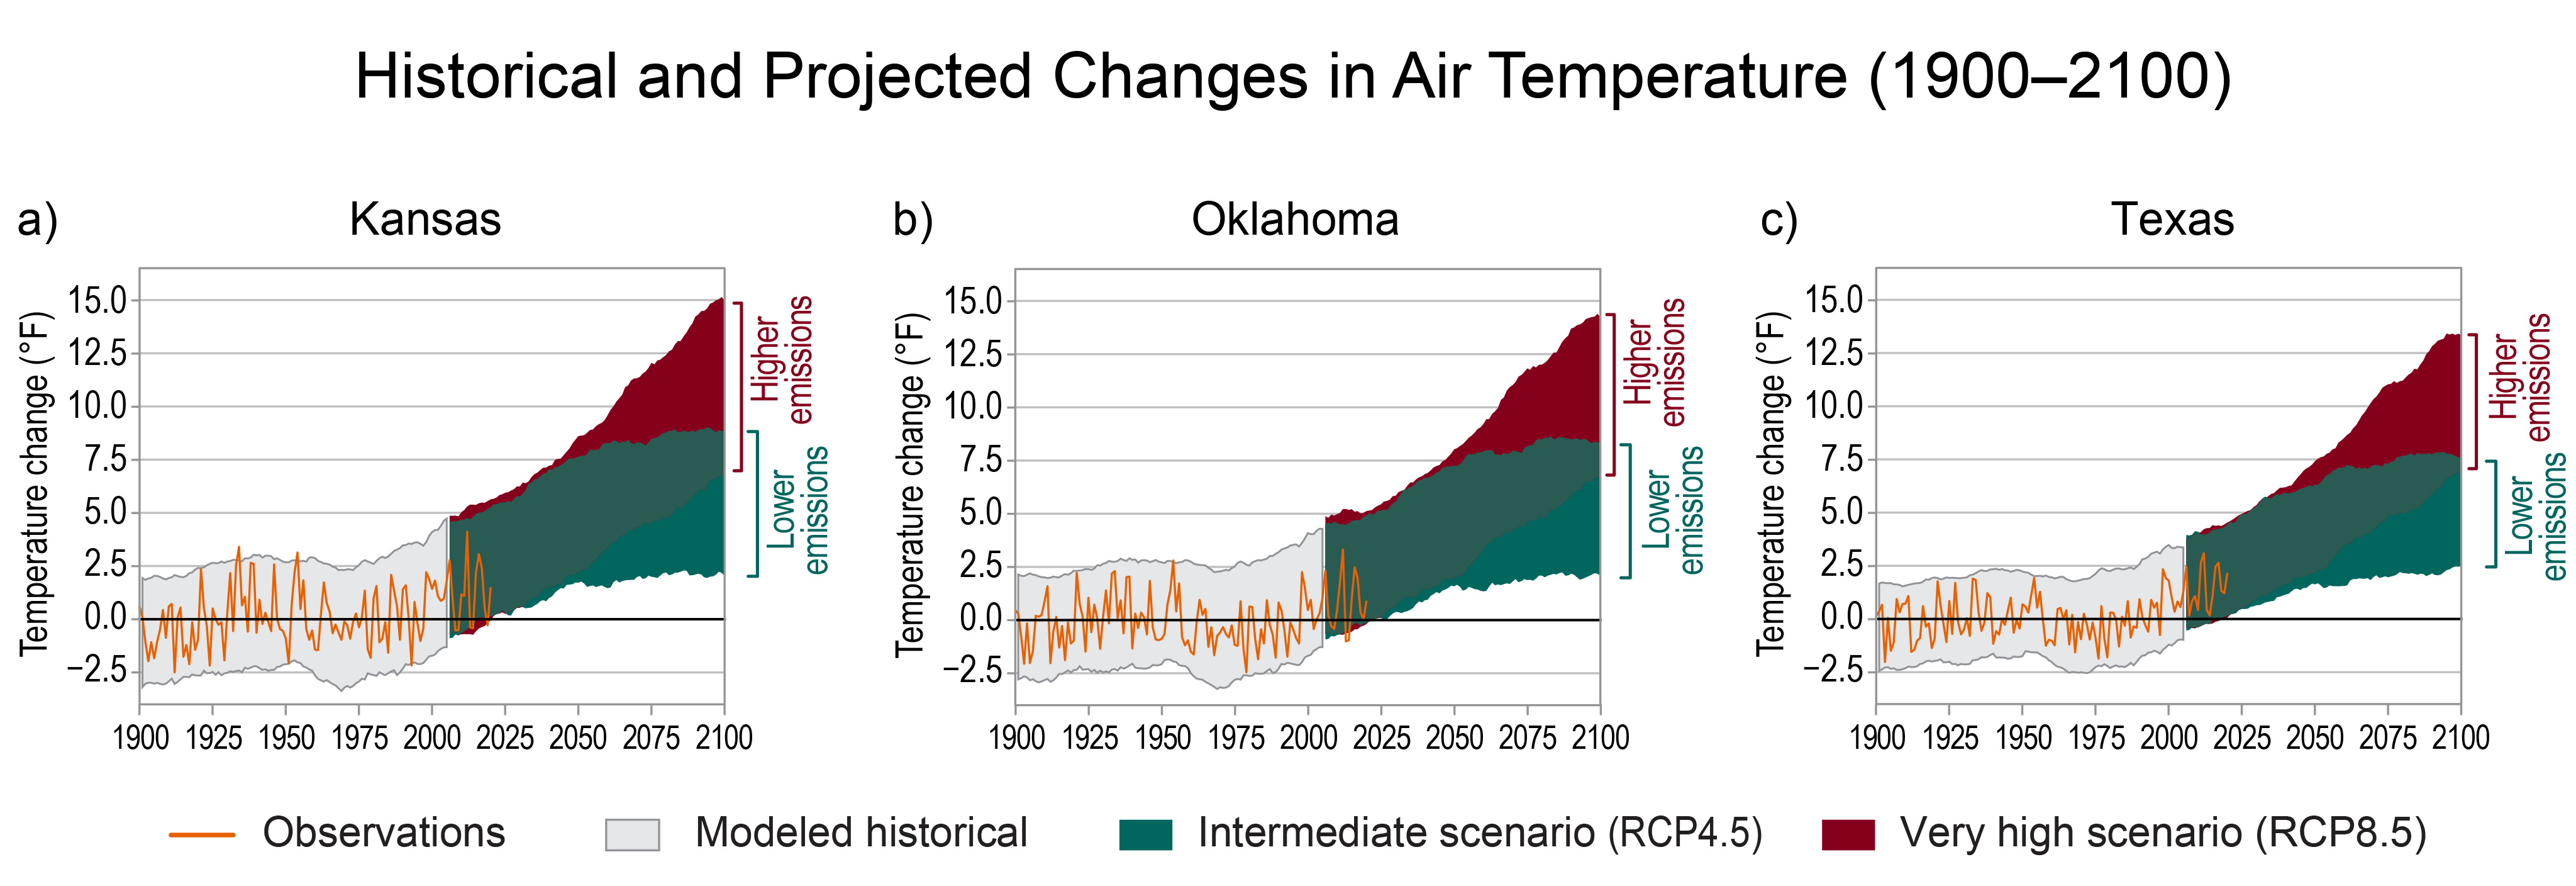 Historical and Projected Changes in Air Temperature (1900–2100)
a)
Kansas
Temperature change (°F)
15.0
12.5
10.0
7.5
5.0
2.5
0.0
−2.5
1900 1925 1950 1975 2000 2025 2050 2075 2100
Higher
emissions
Lower
emissions
b)
Oklahoma
Temperature change (°F)
15.0
12.5
10.0
7.5
5.0
2.5
0.0
−2.5
1900 1925 1950 1975 2000 2025 2050 2075 2100
Higher
emissions
Lower
emissions
c)
Texas
Temperature change (°F)
15.0
12.5
10.0
7.5
5.0
2.5
0.0
−2.5
1900 1925 1950 1975 2000 2025 2050 2075 2100
Higher
emissions
Lower
emissions
Observations
Modeled historical
Intermediate scenario (RCP4.5)
Very high scenario (RCP8.5)